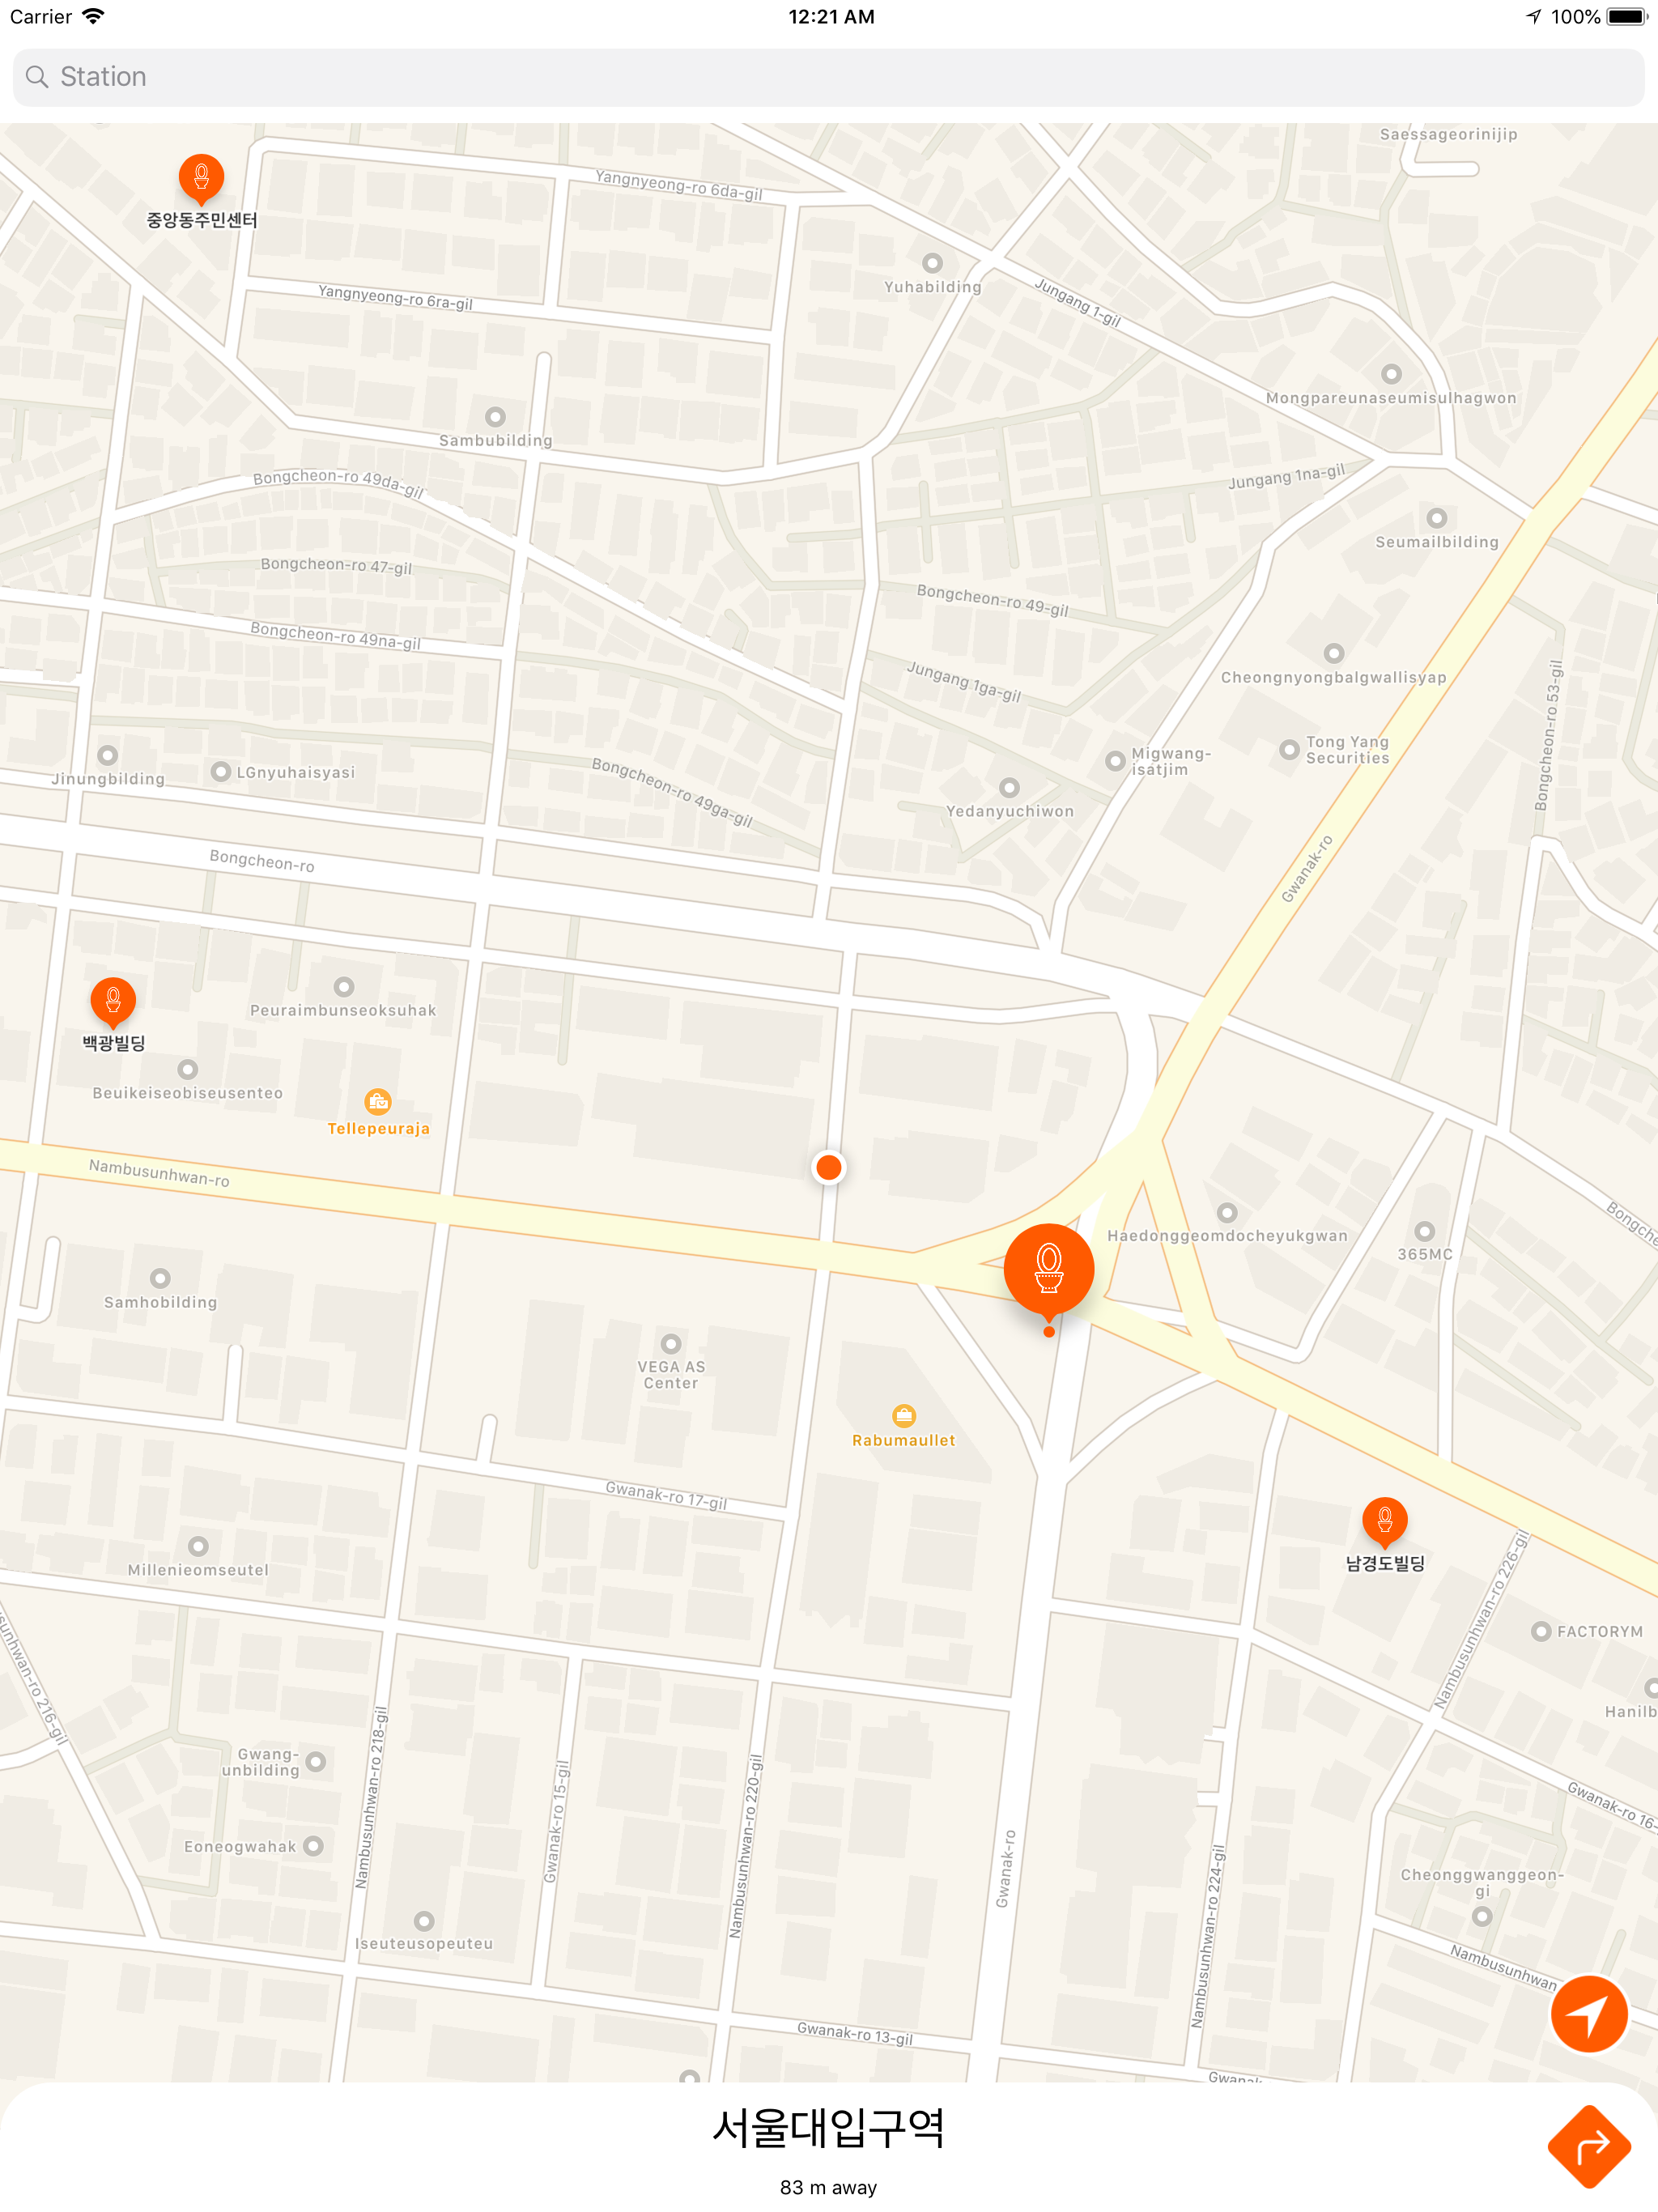 Carrier
12:21 AM
100%
Station
Saessageorinijip
중앙동주민센터
Yangnyeong-ro 6da-gil
Yuhabilding
Yangnyeong-ro 6ra-gil
Jungang 1-gil
Mongpareunaseumisulhagwon
Sambubilding
Bongcheon-ro 49da-gil
Jungang 1na-gil
Seumailbilding
Bongcheon-ro 47-gil
Bongcheon-ro 49-gil
Bongcheon-ro 49na-gil
Jungang 1ga-gil
Cheongnyongbalgwallisyap
Bongcheon-ro 53-gil
Tong Yang
Securities
Migwang-
isatjim
Jinungbilding
LGnyuhaisyasi
Bongcheon-ro 49ga-gil
Yedanyuchiwon
Bongcheon-ro
Gwanak-ro
Peuraimbunseoksuhak
백광빌딩
Beuikeiseobiseusenteo
Tellepeuraja
Nambusunhwan-ro
Haedonggeomdocheyukgwan
365MC
Bongche
Samhobilding
VEGA AS
Center
Rabumaullet
Gwanak-ro 17-gil
남경도빌딩
Millenieomseutel
Nambusunhwan-ro 226-gil
FACTORYM
Hanilb
sunhwan-ro 216-gil
Gwang-
unbilding
Nambusunhwan-ro 218-gil
Gwanak-ro 15-gil
Nambusunhwan-ro 220-gil
Gwanak-ro
Gwanak-ro 16-
Eoneogwahak
Nambusunhwan-ro 224-gil
Cheonggwanggeon-
gi
Iseuteusopeuteu
Nambusunhwan
Gwanak-ro 13-gil
Gwanak
서울대입구역
83 m away